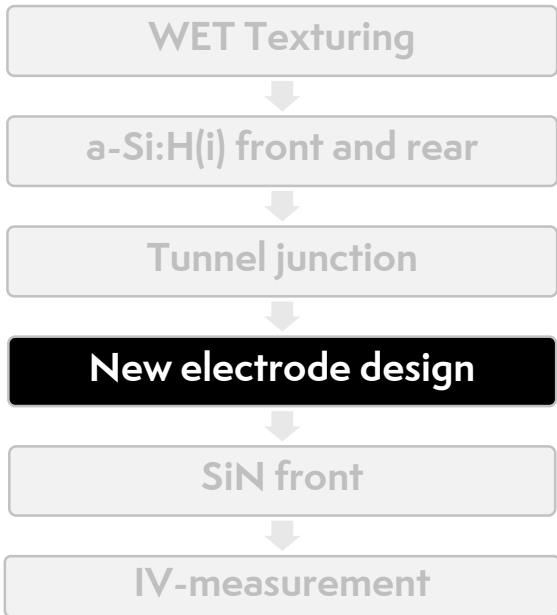 WET Texturing
a-Si:H(i) front and rear
Tunnel junction
New electrode design
SiN front
IV-measurement